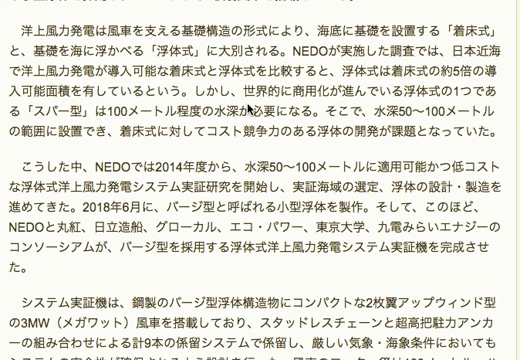 洋上風力発電は風車を支える基礎構造の形式により、海底に基礎を設置する「着床式」
と、基礎を海に浮かべる「浮体式」に大別される。NEDOが実施した調査では、日本近海
で洋上風力発電が導入可能な着床式と浮体式を比較すると、浮体式は着床式の約5倍の導
入可能面積を有しているという。しかし、世界的に商用化が進んでいる浮体式の1つであ
る「スパー型」は100メートル程度の水深が必要になる。そこで、水深50〜100メートル
の範囲に設置でき、着床式に対してコスト競争力のある浮体の開発が課題となっていた。
こうした中、NEDOでは2014年度から、水深50〜100メートルに適用可能かつ低コスト
な浮体式洋上風力発電システム実証研究を開始し、実証海域の選定、浮体の設計・製造を
進めてきた。2018年6月に、バージ型と呼ばれる小型浮体を製作。そして、このほど、
NEDOと丸紅、日立造船、グローカル、エコ・パワー、東京大学、九電みらいエナジーの
コンソーシアムが、バージ型を採用する浮体式洋上風力発電システム実証機を完成させ
た。
システム実証機は、鋼製のバージ型浮体構造物にコンパクトな2枚翼アップウィンド型
の3MW（メガワット）風車を搭載しており、スタッドレスチェーンと超高把駐力アンカ
ーの組み合わせによる計9本の係留システムで係留し、厳しい気象・海象条件においても